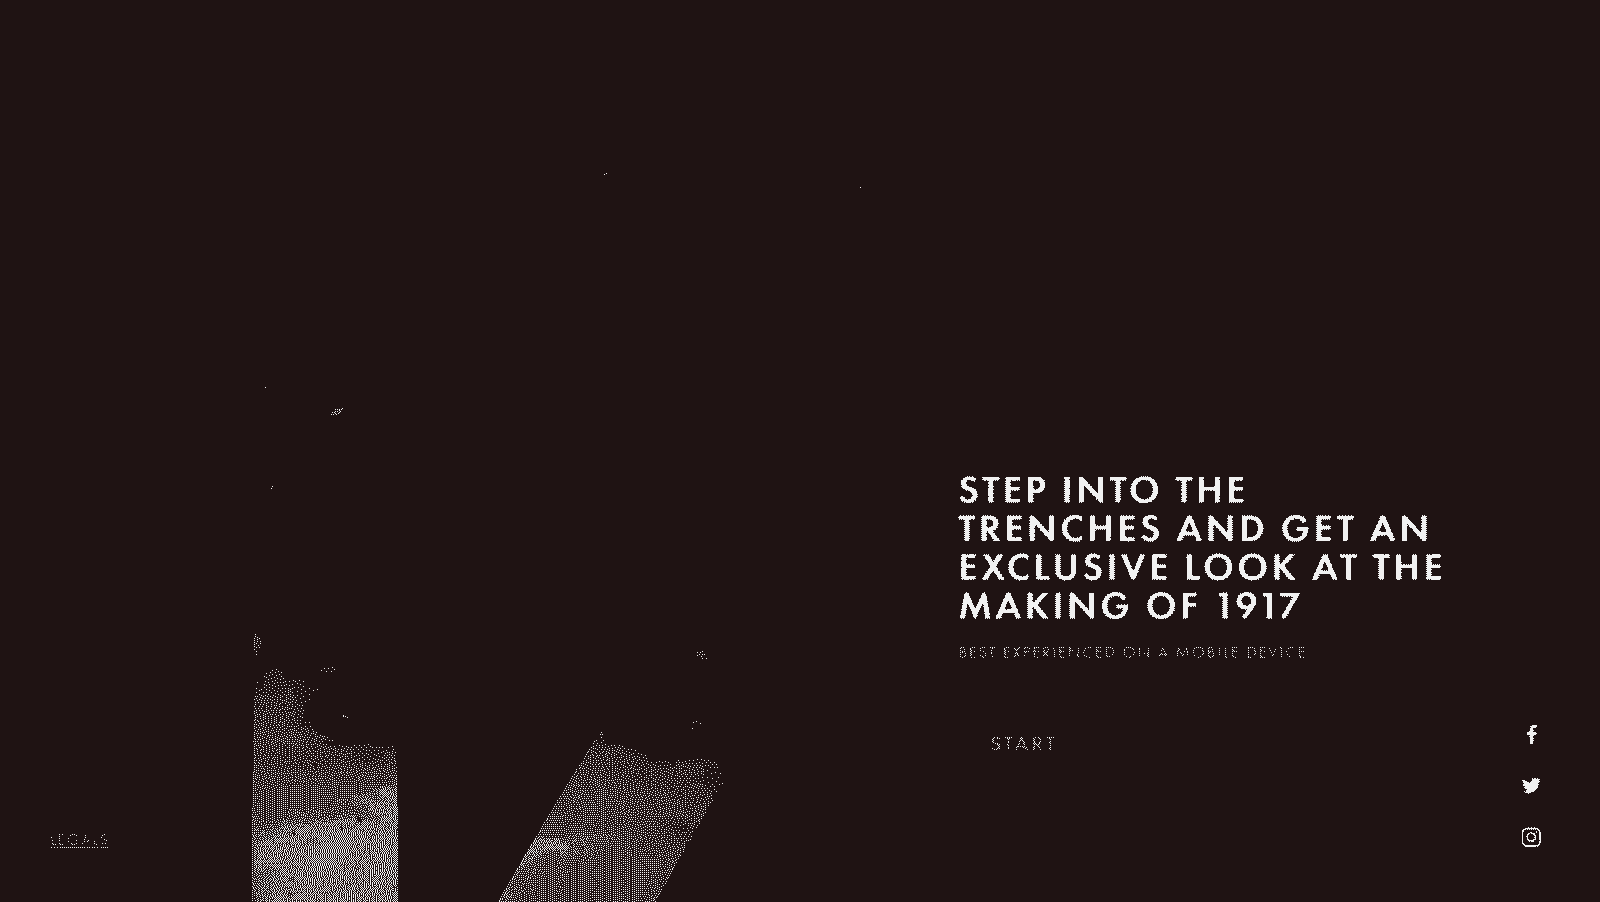 STEP INTO THE
TRENCHES AND GET AN
EXCLUSIVE LOOK AT THE
MAKING OF 1917
BEST EXPERIENCED ON A MOBILE DEVICE
START
LEGALS